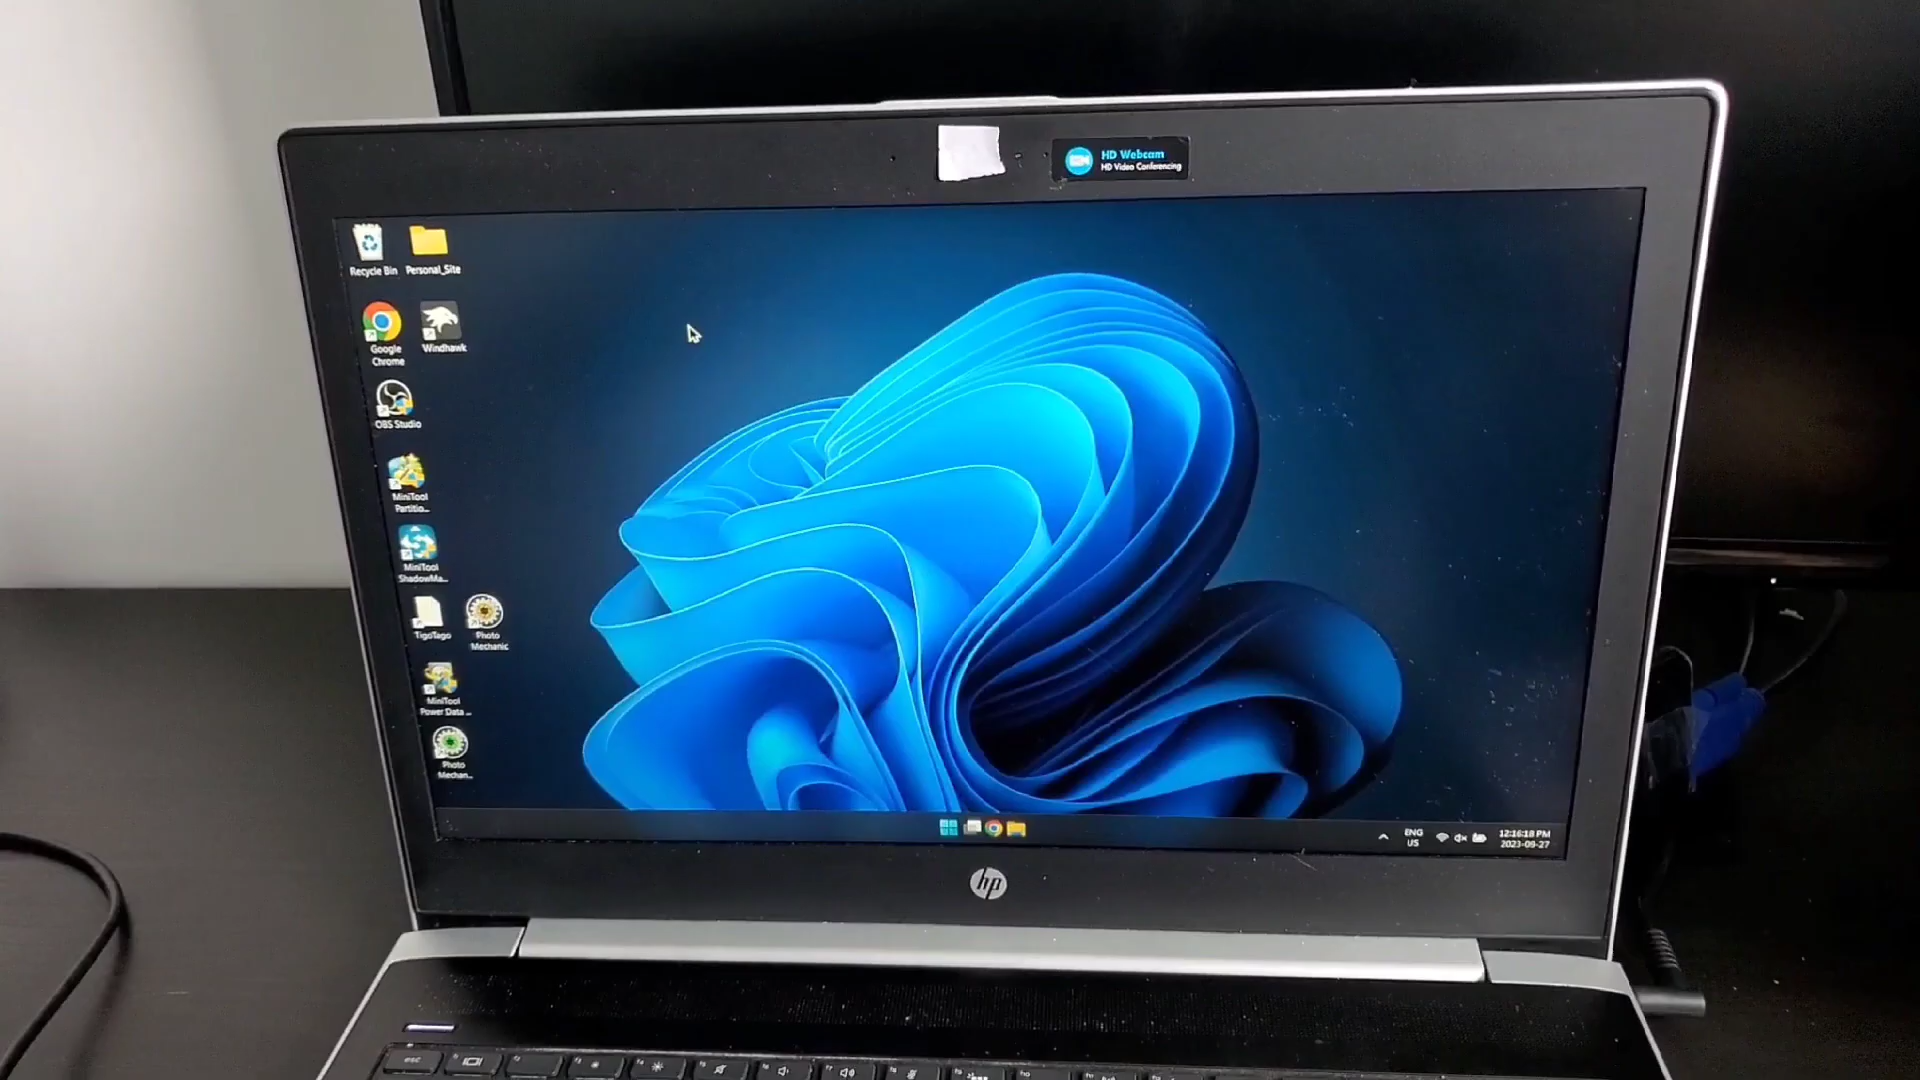 HD Webcam
HD Video Conferencing
Recycle Bin
Personal_Site
Google
Chrome
Windhawk
OBS Studio
MiniTool
Partitio...
MiniTool
ShadowMa...
TigoTago
Photo
Mechanic
MiniTool
Power Data ...
Photo
Mechan...
ENG
US
12:16:18 PM
2023-09-27
hp
esc